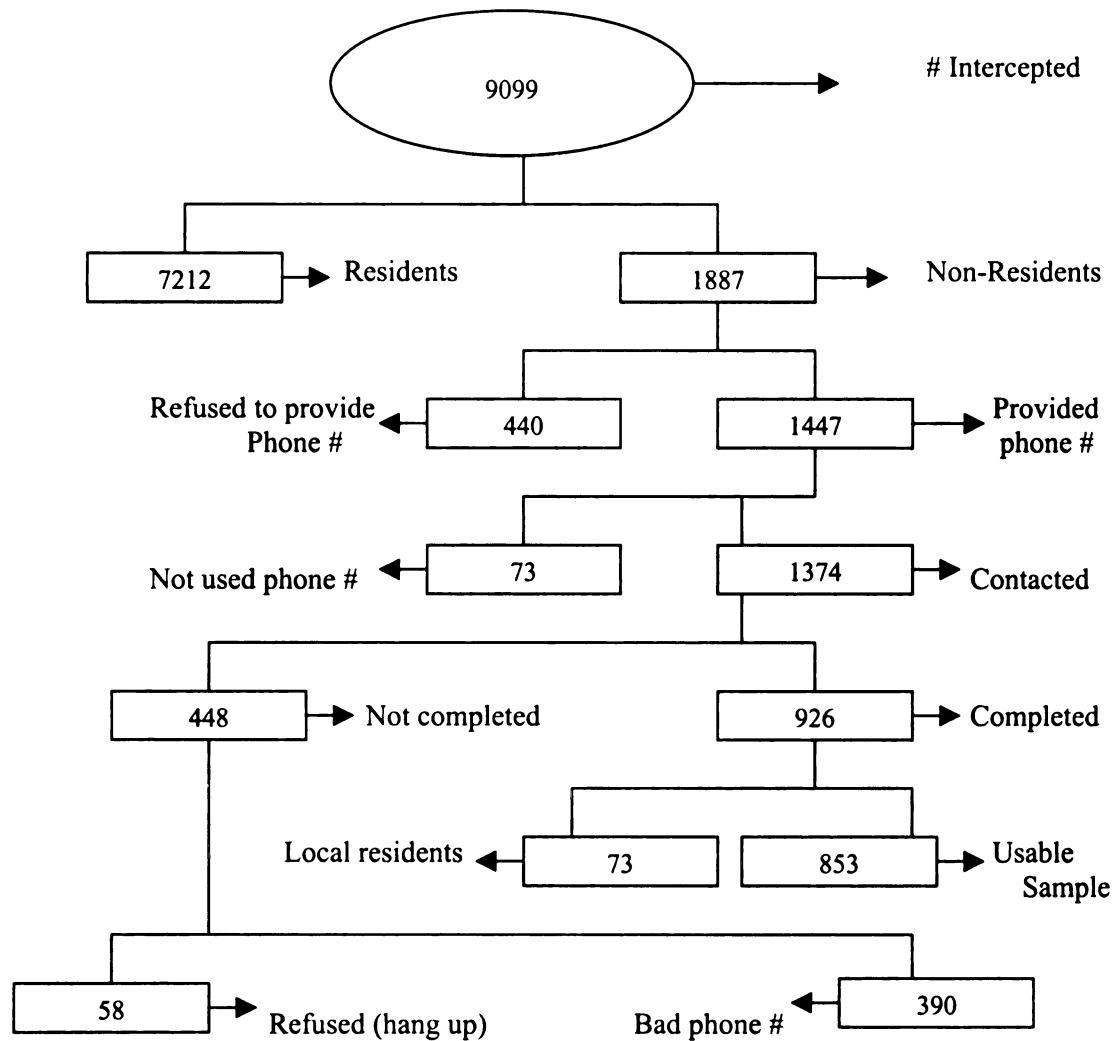 # Intercepted
9099
7212
Residents
1887
Non-Residents
Refused to provide
Phone #
440
1447
Provided
phone #
Not used phone #
73
1374
Contacted
448
Not completed
926
Completed
Local residents
73
853
Usable
Sample
58
Refused (hang up)
Bad phone #
390